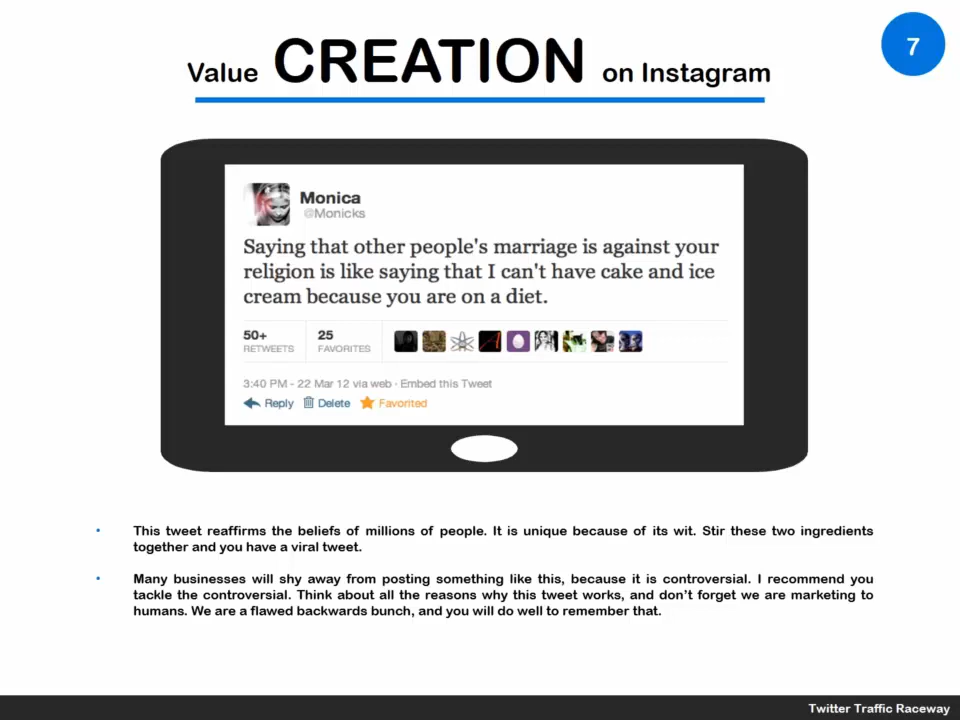 7
Value CREATION on Instagram
Monica
@Monicks
Saying that other people's marriage is against your
religion is like saying that I can't have cake and ice
cream because you are on a diet.
50+ 25
RETWEETS FAVORITES
3:40 PM - 22 Mar 12 via web · Embed this Tweet
Reply Delete Favorited
• This tweet reaffirms the beliefs of millions of people. It is unique because of its wit. Stir these two ingredients
together and you have a viral tweet.
• Many businesses will shy away from posting something like this, because it is controversial. I recommend you
tackle the controversial. Think about all the reasons why this tweet works, and don’t forget we are marketing to
humans. We are a flawed backwards bunch, and you will do well to remember that.
Twitter Traffic Raceway